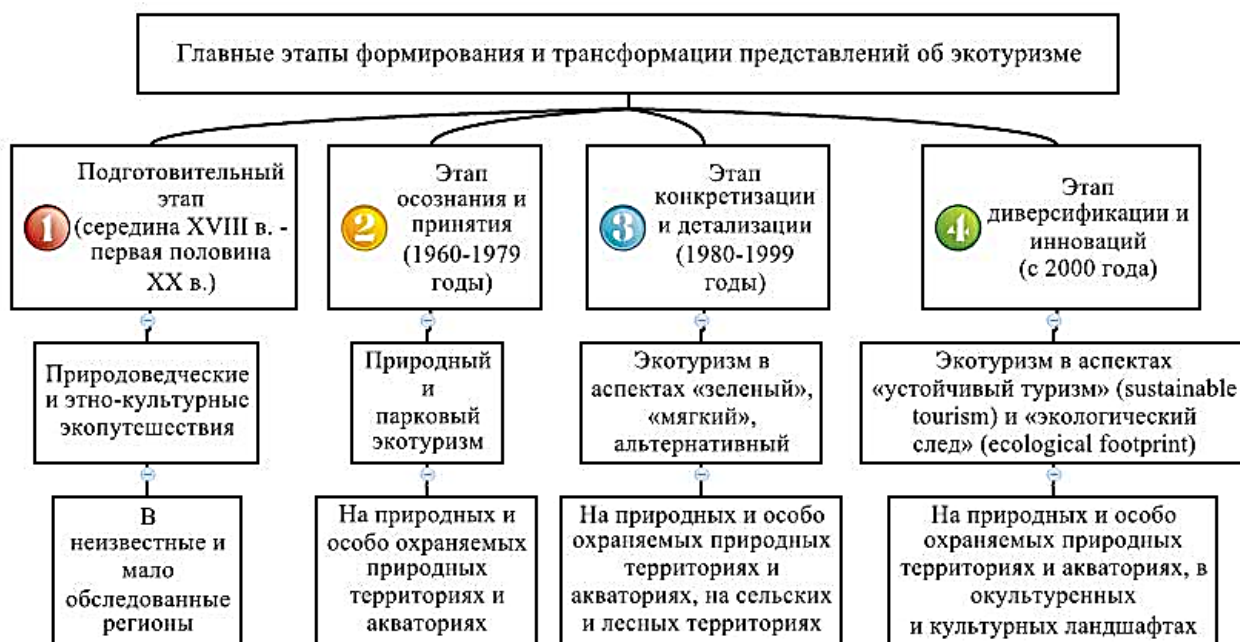 Главные этапы формирования и трансформации представлений об экотуризме
1
Подготовительный
этап
(середина XVIII в. -
первая половина
XX в.)
2
Этап
осознания и
принятия
(1960-1979
годы)
3
Этап
конкретизации
и детализации
(1980-1999
годы)
4
Этап
диверсификации и
инноваций
(с 2000 года)
Природоведческие
и этно-культурные
экопутешествия
Природный
и
парковый
экотуризм
Экотуризм в
аспектах «зеленый»,
«мягкий»,
альтернативный
Экотуризм в аспектах
«устойчивый туризм» (sustainable
tourism) и «экологический
след» (ecological footprint)
В
неизвестные и
мало
обследованные
регионы
На природных и
особо охраняемых
природных
территориях и
акваториях
На природных и особо
охраняемых природных
территориях и
акваториях, на сельских
и лесных территориях
На природных и особо
охраняемых природных
территориях и акваториях, в
окультуренных
и культурных ландшафтах